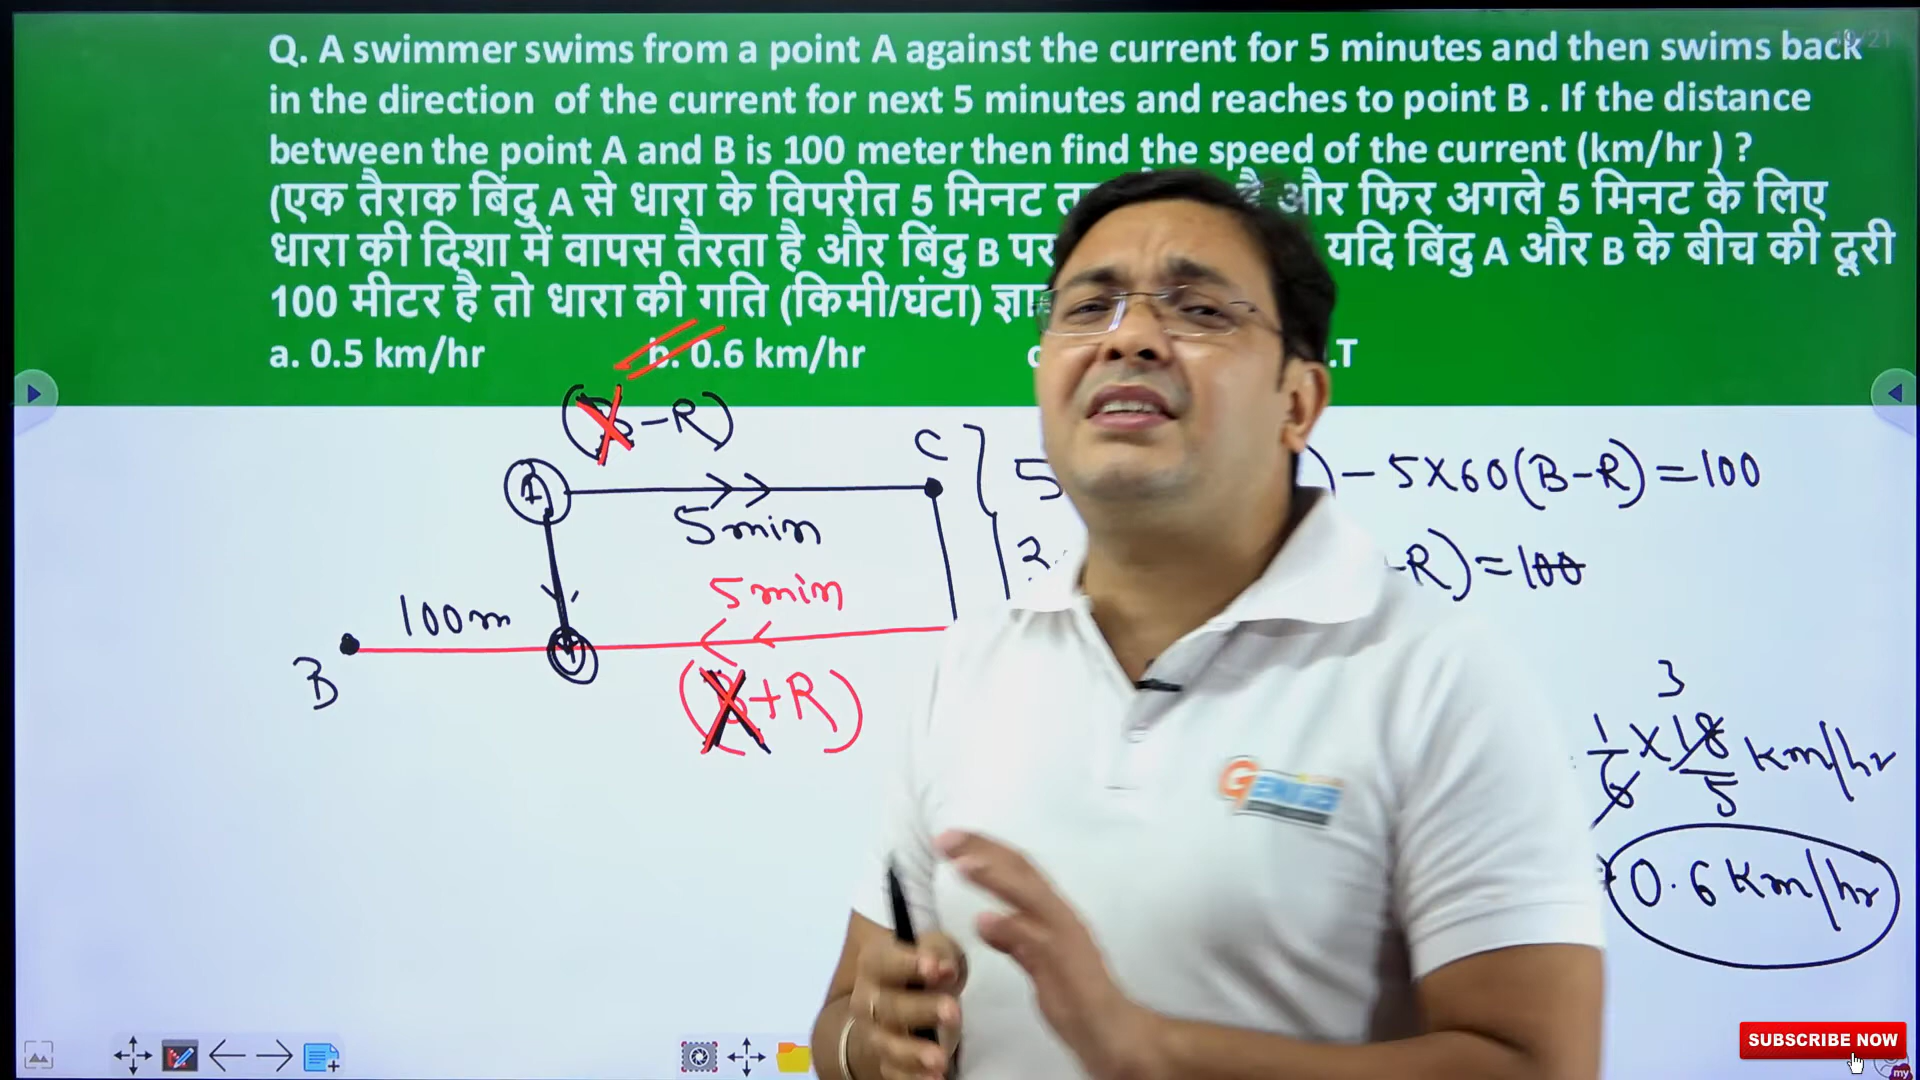 Q. A swimmer swims from a point A against the current for 5 minutes and then swims back
in the direction of the current for next 5 minutes and reaches to point B . If the distance
between the point A and B is 100 meter then find the speed of the current (km/hr ) ?
(एक तैराक बिंदु A से धारा के विपरीत 5 मिनट है और फिर अगले 5 मिनट के लिए
धारा की दिशा में वापस तैरता है और बिंदु B पर यदि बिंदु A और B के बीच की दूरी
100 मीटर है तो धारा की गति (किमी/घंटा)
a. 0.5 km/hr b. 0.6 km/hr .T
-R)
C
5 ) - 5X60(B-R)=100
5min
-R)=100
5min
100m
B
+R)
3
1/6 X 18/5 km/hr
0.6 Km/hr
GENIUS
SUBSCRIBE NOW
my